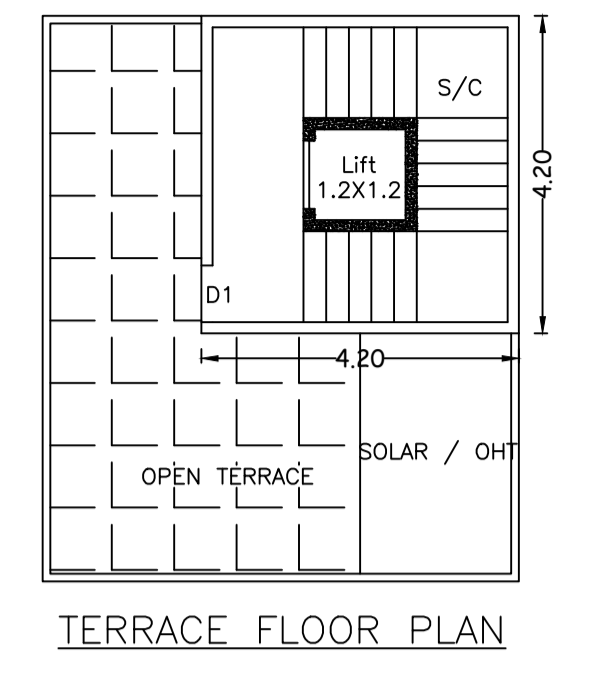 S/C
Lift
1.2X1.2
4.20
D1
4.20
SOLAR / OHT
OPEN TERRACE
TERRACE FLOOR PLAN